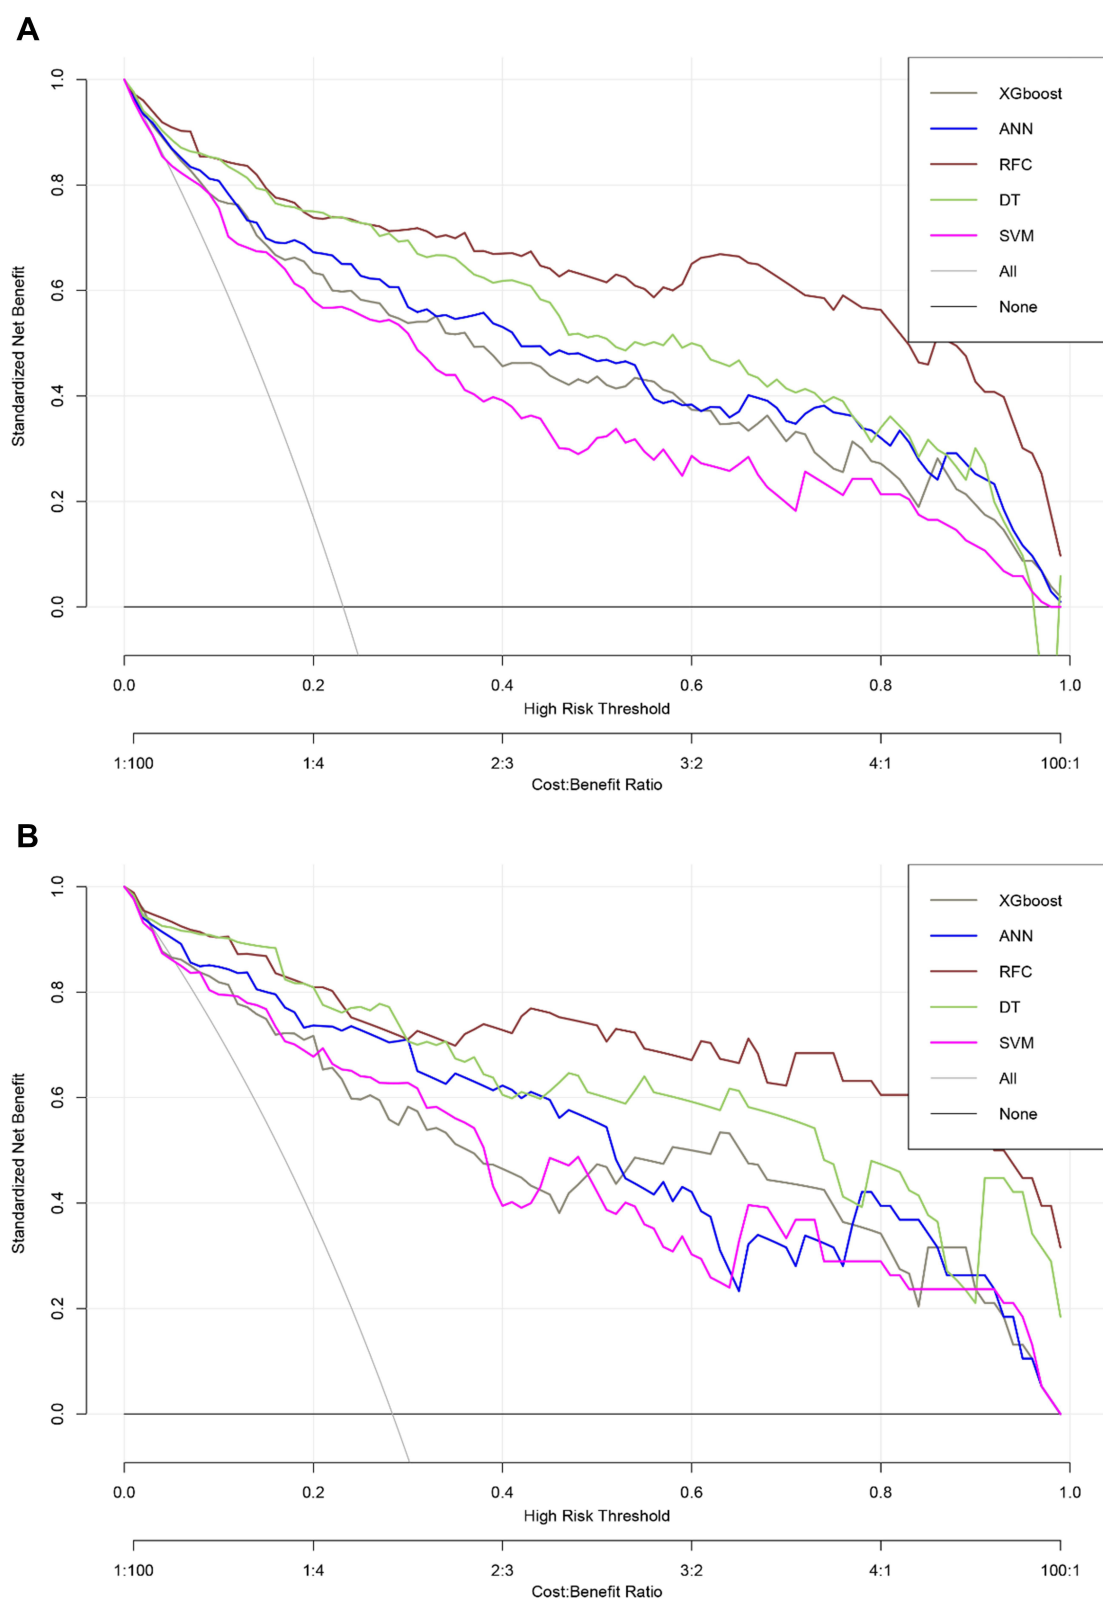 A
Standardized Net Benefit
1.0
0.8
0.6
0.4
0.2
0.0
XGboost
ANN
RFC
DT
SVM
All
None
0.0 0.2 0.4 0.6 0.8 1.0
High Risk Threshold
1:100 1:4 2:3 3:2 4:1 100:1
Cost:Benefit Ratio
B
Standardized Net Benefit
1.0
0.8
0.6
0.4
0.2
0.0
XGboost
ANN
RFC
DT
SVM
All
None
0.0 0.2 0.4 0.6 0.8 1.0
High Risk Threshold
1:100 1:4 2:3 3:2 4:1 100:1
Cost:Benefit Ratio